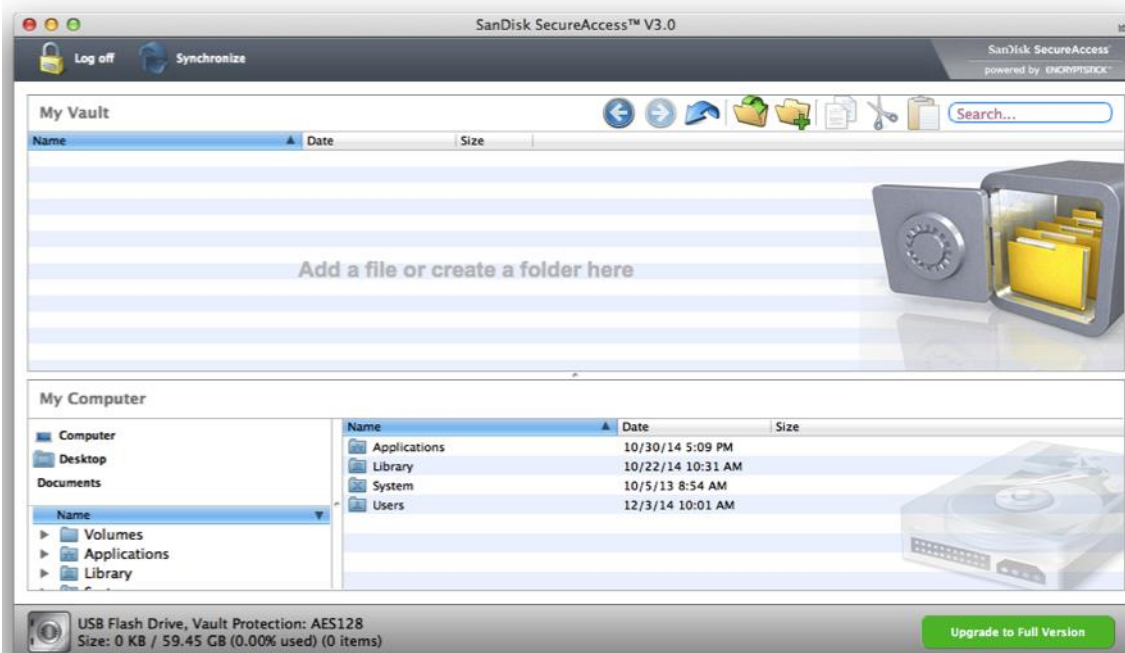 SanDisk SecureAccess™ V3.0
Log off Synchronize
SanDisk SecureAccess™
powered by ENCRYPTSTICK™
My Vault
Search...
Name Date Size
Add a file or create a folder here
My Computer
Computer
Desktop
Documents
Name
Volumes
Applications
Library
Name Date Size
Applications 10/30/14 5:09 PM
Library 10/22/14 10:31 AM
System 10/5/13 8:54 AM
Users 12/3/14 10:01 AM
USB Flash Drive, Vault Protection: AES128
Size: 0 KB / 59.45 GB (0.00% used) (0 items)
Upgrade to Full Version